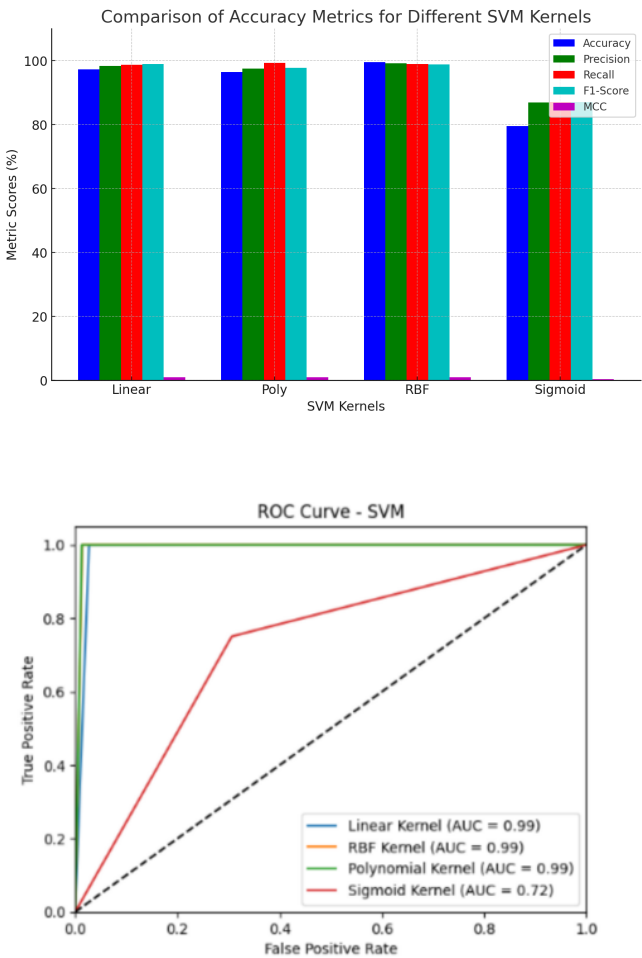 Comparison of Accuracy Metrics for Different SVM Kernels
Metric Scores (%)
100
80
60
40
20
0
Accuracy
Precision
Recall
F1-Score
MCC
Linear
Poly
RBF
Sigmoid
SVM Kernels
ROC Curve - SVM
True Positive Rate
1.0
0.8
0.6
0.4
0.2
0.0
Linear Kernel (AUC = 0.99)
RBF Kernel (AUC = 0.99)
Polynomial Kernel (AUC = 0.99)
Sigmoid Kernel (AUC = 0.72)
0.0
0.2
0.4
0.6
0.8
1.0
False Positive Rate